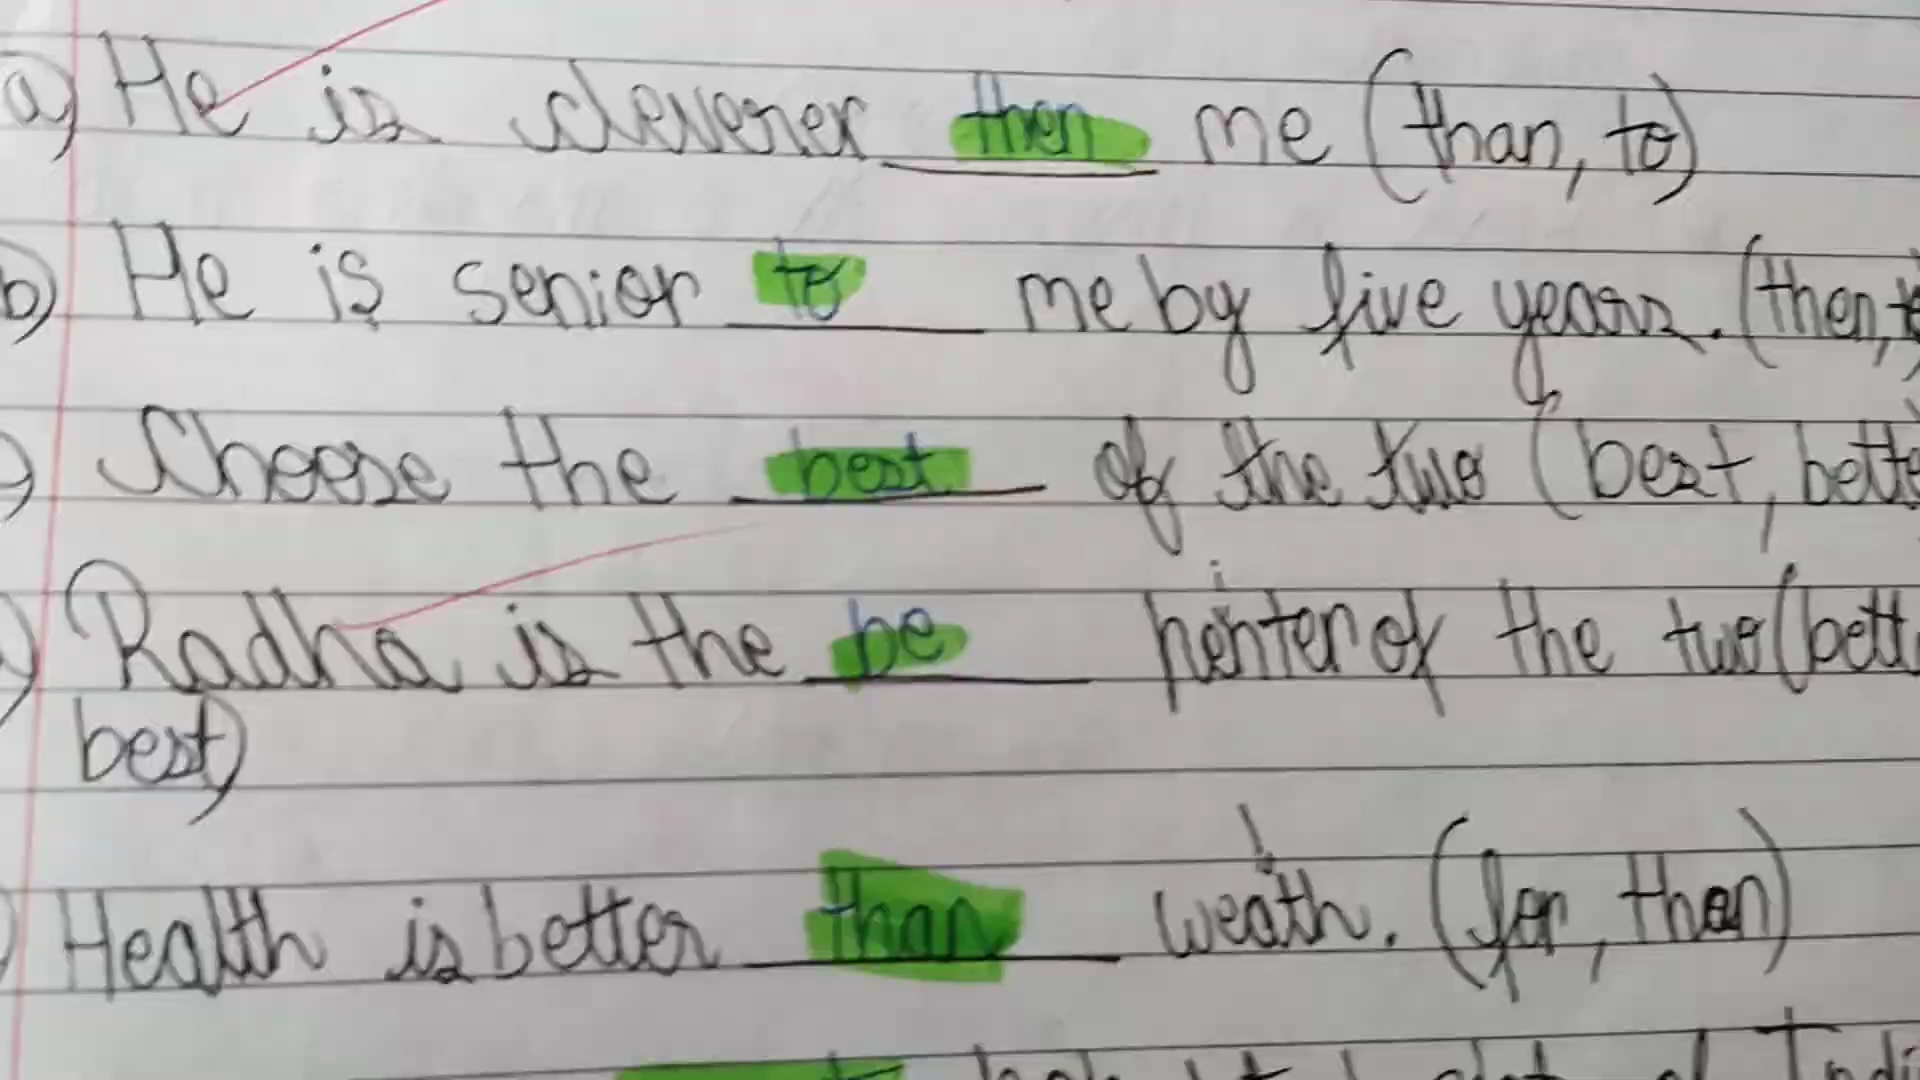 a) He is cleverer then me (than, to)
b) He is senior to me by five years. (then, to
Choose the best of the two (best, bette
Radha is the be painter of the two (bett
best)
Health is better than wealth. (for, than)